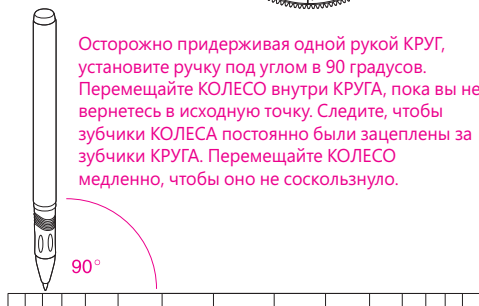 Осторожно придерживая одной рукой КРУГ,
установите ручку под углом в 90 градусов.
Перемещайте КОЛЕСО внутри КРУГА, пока вы не
вернетесь в исходную точку. Следите, чтобы
зубчики КОЛЕСА постоянно были зацеплены за
зубчики КРУГА. Перемещайте КОЛЕСО
медленно, чтобы оно не соскользнуло.
90°